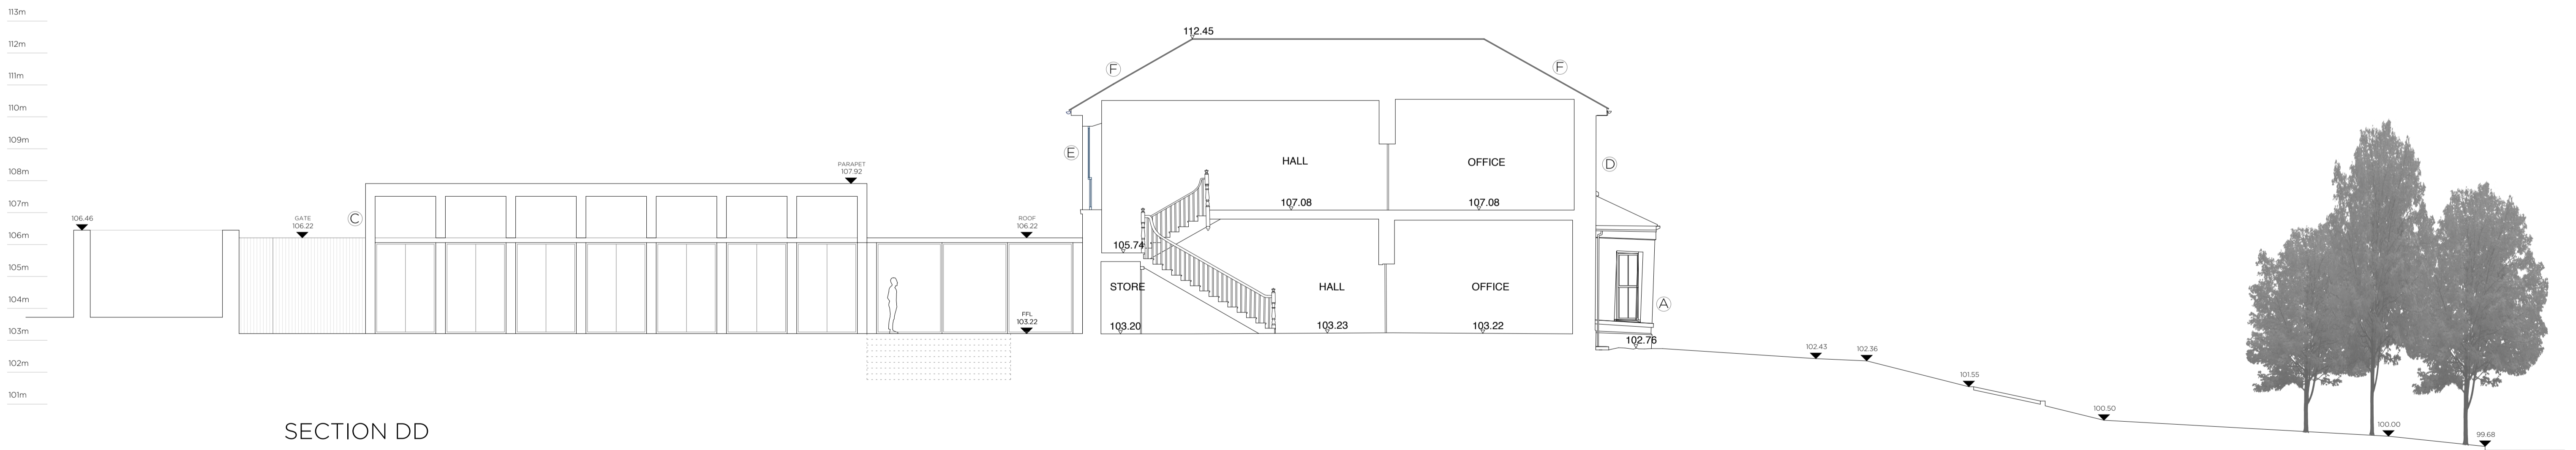 113m
112m
111m
110m
109m
108m
107m
106m
105m
104m
103m
102m
101m
106.46
GATE
106.22
C
PARAPET
107.92
ROOF
106.22
FFL
103.22
112.45
F
F
E
D
A
HALL
107.08
OFFICE
107.08
105.74
STORE
103.20
HALL
103.23
OFFICE
103.22
102.76
102.43
102.36
101.55
100.50
100.00
99.68
SECTION DD